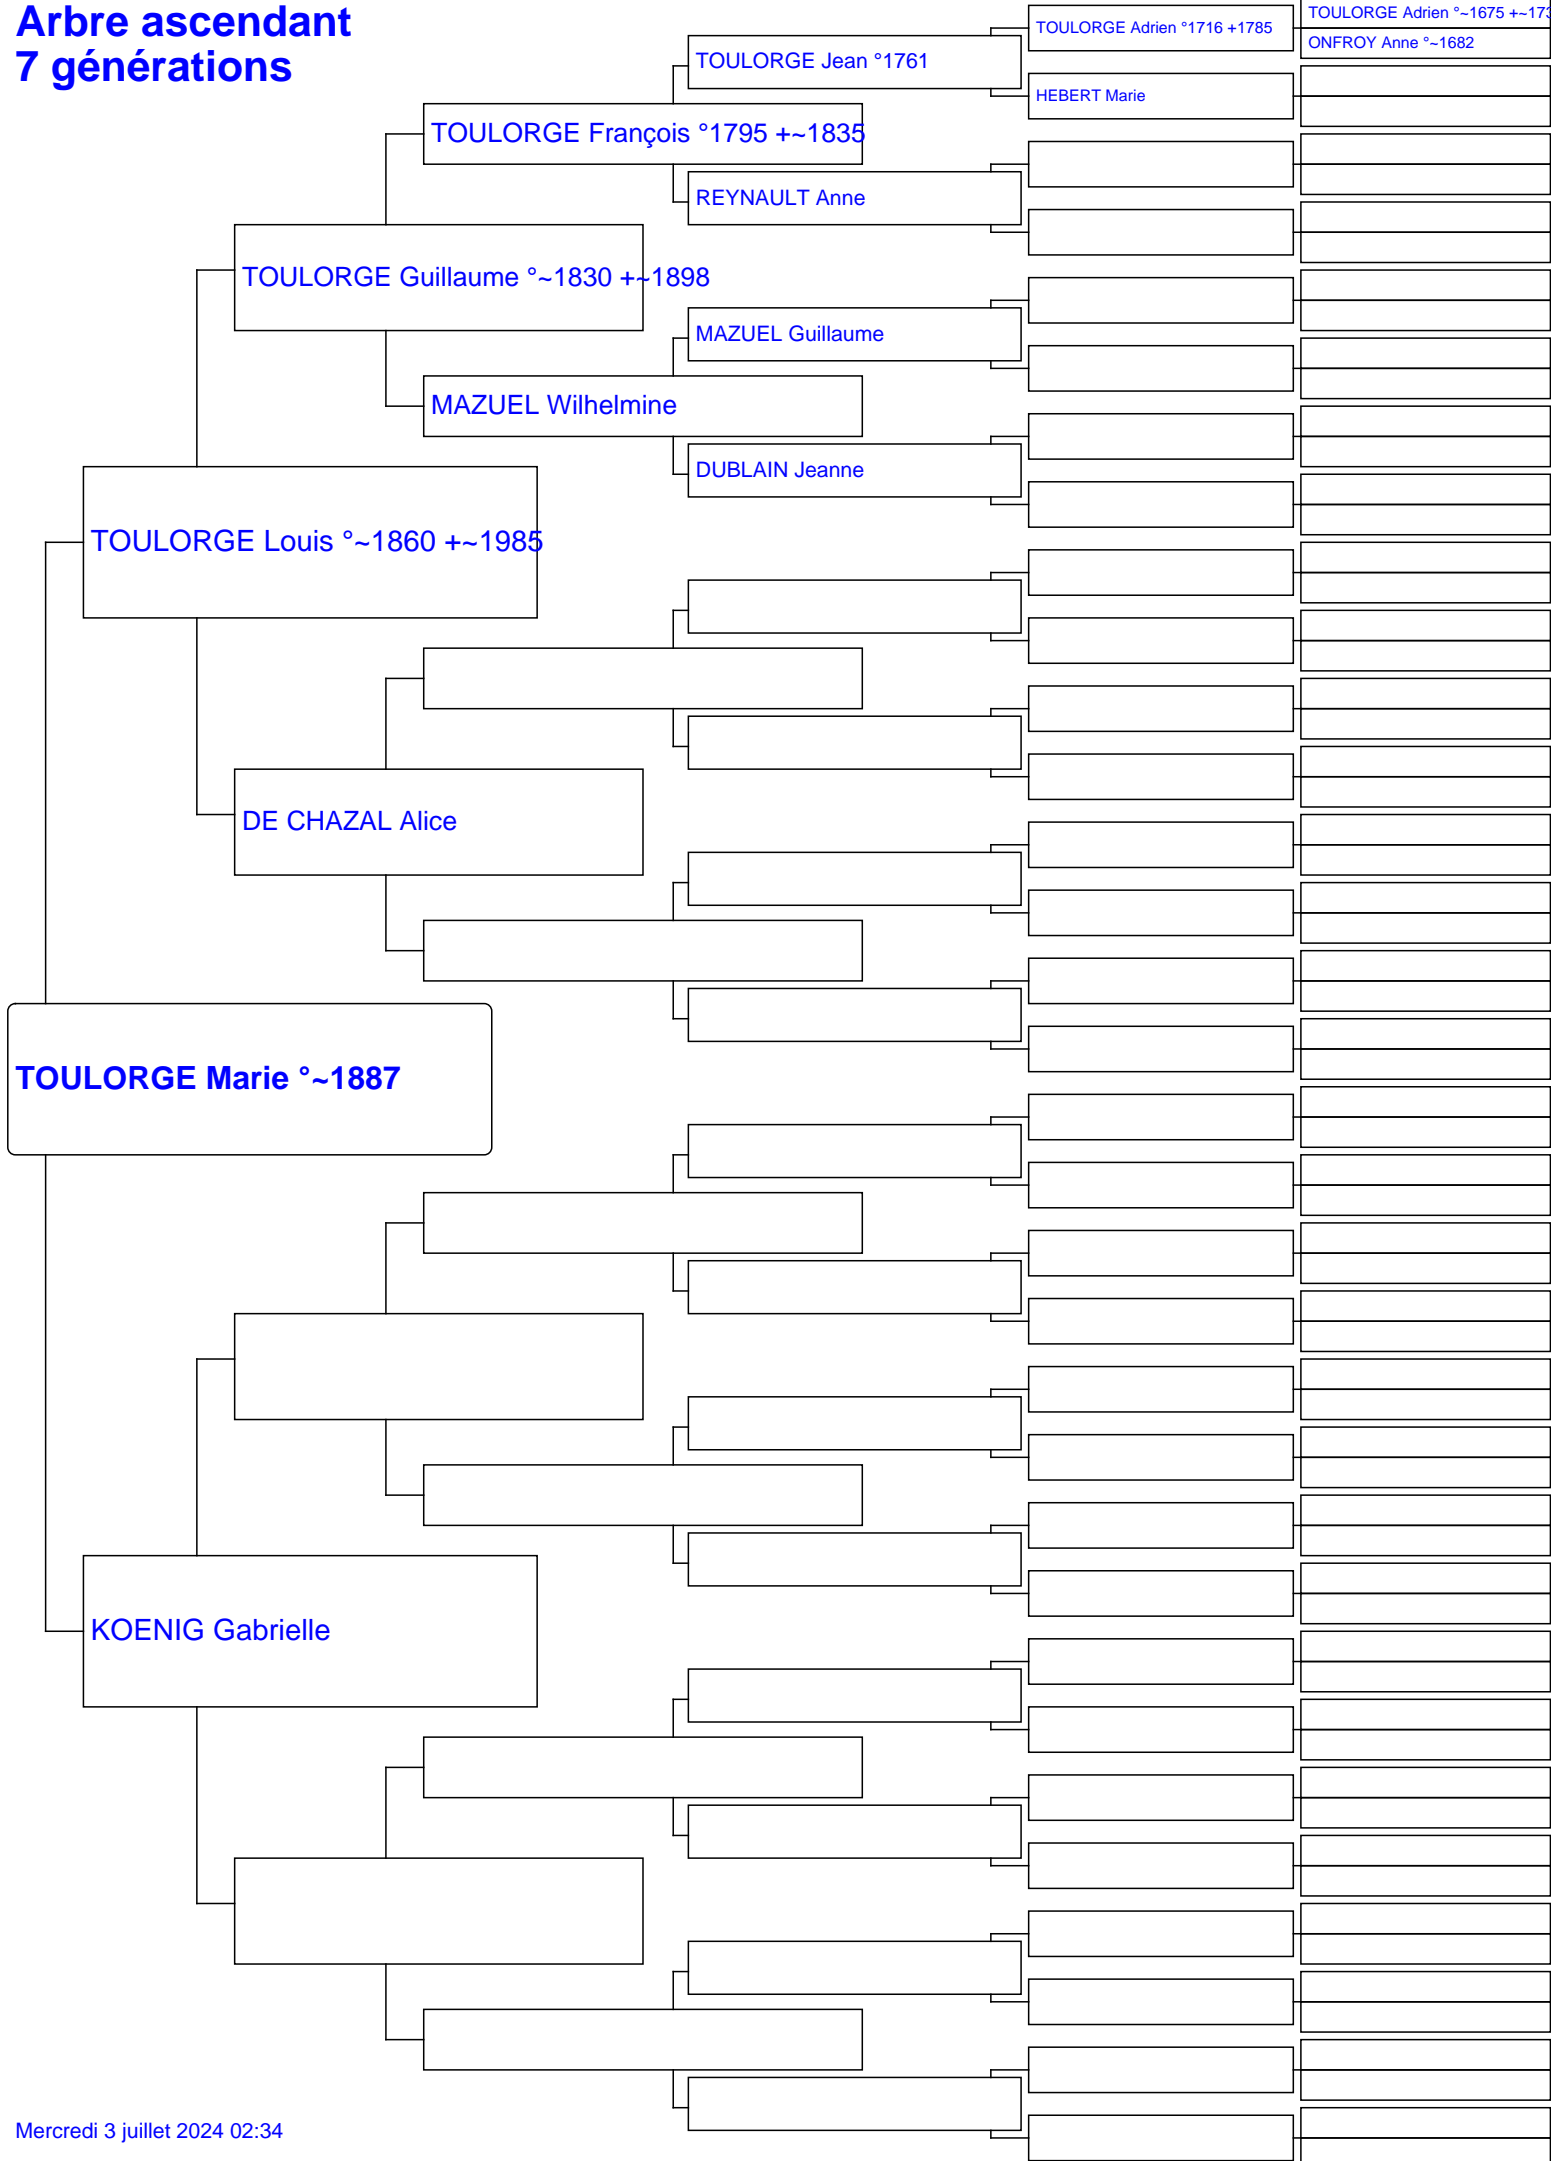 Arbre ascendant
7 générations
TOULORGE Adrien °~1675 +~173
TOULORGE Adrien °1716 +1785
ONFROY Anne °~1682
TOULORGE Jean °1761
HEBERT Marie
TOULORGE François °1795 +~1835
REYNAULT Anne
TOULORGE Guillaume °~1830 +~1898
MAZUEL Guillaume
MAZUEL Wilhelmine
DUBLAIN Jeanne
TOULORGE Louis °~1860 +~1985
DE CHAZAL Alice
TOULORGE Marie °~1887
KOENIG Gabrielle
Mercredi 3 juillet 2024 02:34